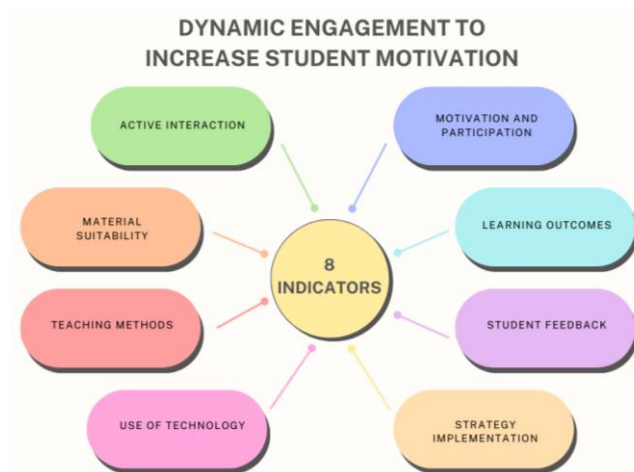 DYNAMIC ENGAGEMENT TO
INCREASE STUDENT MOTIVATION
ACTIVE INTERACTION
MOTIVATION AND
PARTICIPATION
MATERIAL
SUITABILITY
LEARNING OUTCOMES
8
INDICATORS
TEACHING METHODS
STUDENT FEEDBACK
USE OF TECHNOLOGY
STRATEGY
IMPLEMENTATION